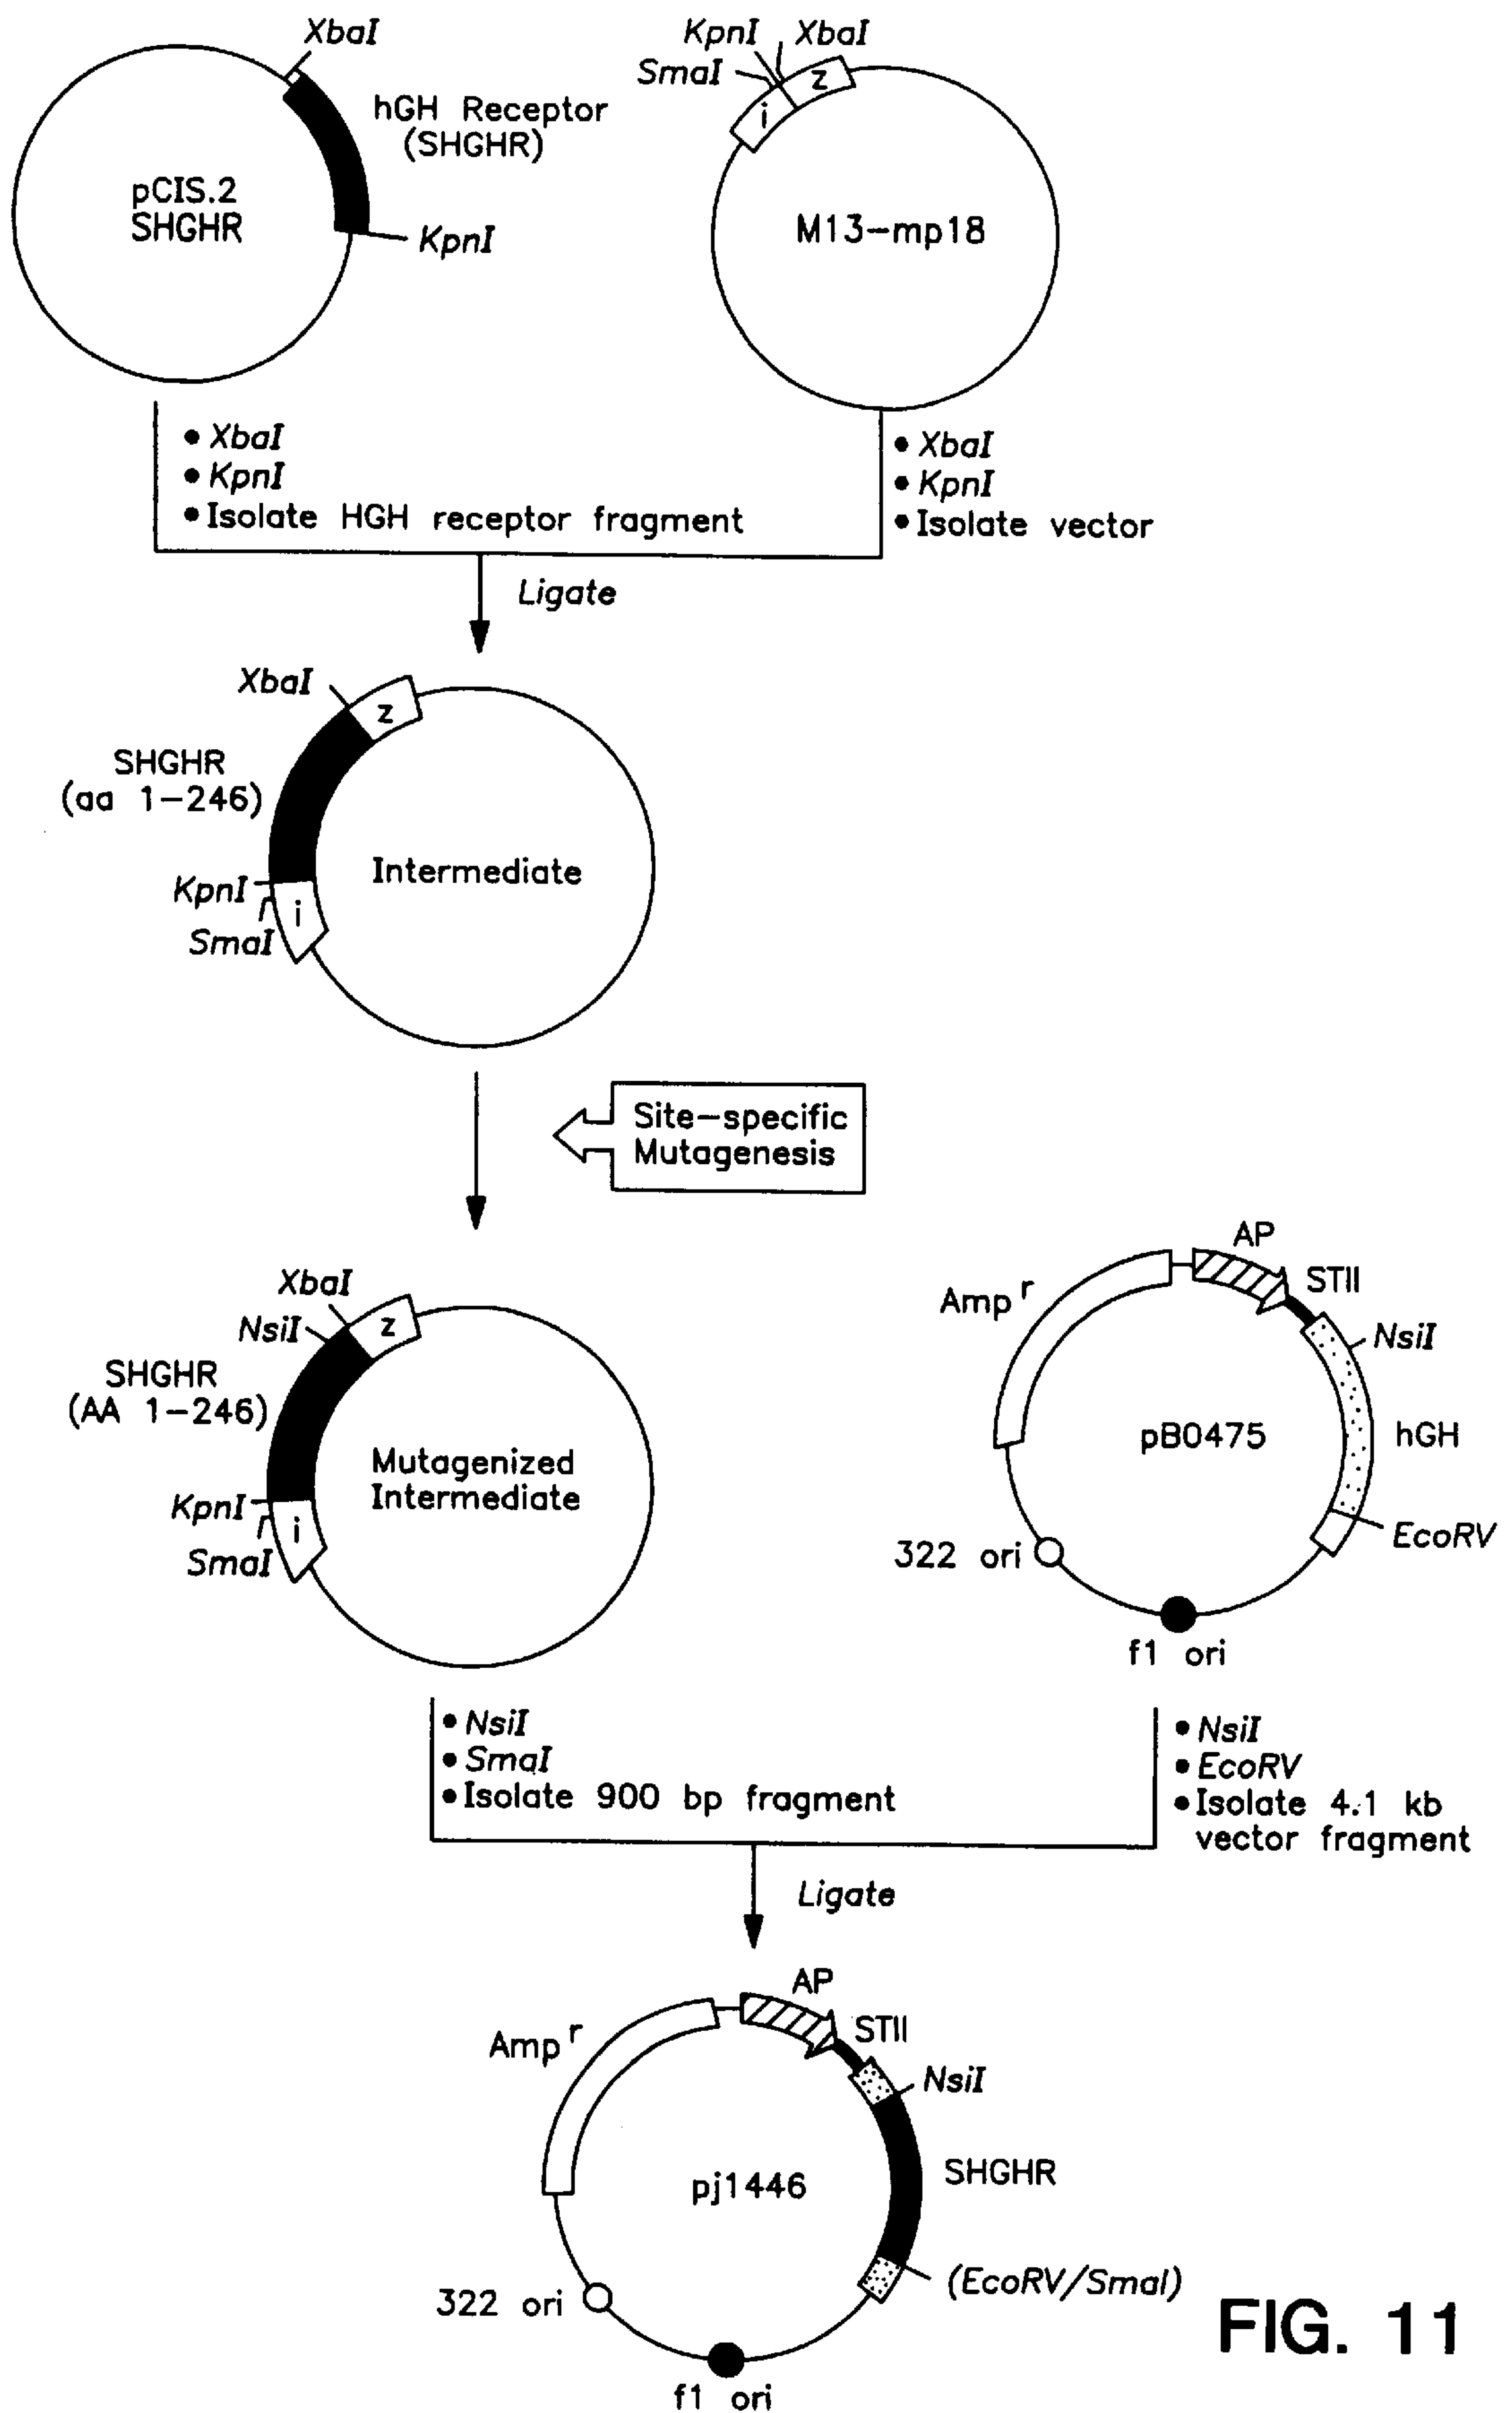 XbaI
hGH Receptor
(SHGHR)
pCIS.2
SHGHR
KpnI
KpnI
XbaI
SmaI
z
i
M13-mp18
• XbaI
• KpnI
• Isolate HGH receptor fragment
• XbaI
• KpnI
• Isolate vector
Ligate
XbaI
z
SHGHR
(aa 1-246)
Intermediate
KpnI
i
SmaI
Site-specific
Mutagenesis
XbaI
NsiI
z
SHGHR
(AA 1-246)
Mutagenized
Intermediate
KpnI
i
SmaI
AP
STII
Amp r
NsiI
pB0475
hGH
EcoRV
322 ori
f1 ori
• NsiI
• SmaI
• Isolate 900 bp fragment
• NsiI
• EcoRV
• Isolate 4.1 kb
vector fragment
Ligate
AP
STII
Amp r
NsiI
pj1446
SHGHR
(EcoRV/SmaI)
322 ori
f1 ori
FIG. 11